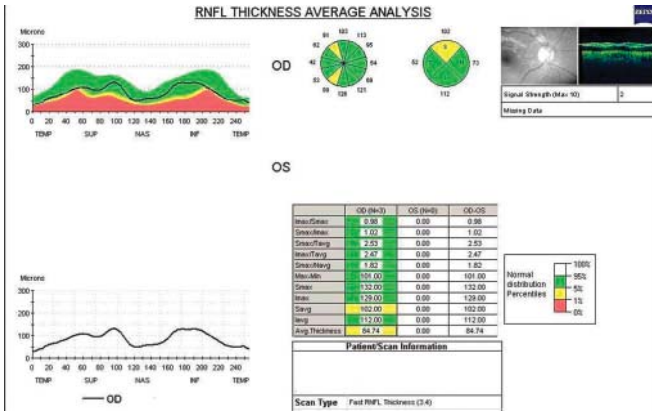 RNFL THICKNESS AVERAGE ANALYSIS
ZEISS
Microns
300
200
100
0
0 20 40 60 80 100 120 140 160 180 200 220 240
TEMP SUP NAS INF TEMP
OD
103
81 113
62 95
42 54
53 69
98 121
128
102
S
52 73
112
Signal Strength (Max 10) 2
Missing Data
OS
OD (N=3) OS (N=0) OD-OS
Imax/Smax 0.98 0.00 0.98
Smax/Imax 1.02 0.00 1.02
Smax/Tavg 2.53 0.00 2.53
Imax/Tavg 2.47 0.00 2.47
Smax/Navg 1.82 0.00 1.82
Max-Min 101.00 0.00 101.00
Smax 132.00 0.00 132.00
Imax 129.00 0.00 129.00
Savg 102.00 0.00 102.00
Iavg 112.00 0.00 112.00
Avg.Thickness 84.74 0.00 84.74
Normal
distribution
Percentiles
100%
95%
5%
1%
0%
Microns
300
200
100
0
0 20 40 60 80 100 120 140 160 180 200 220 240
TEMP SUP NAS INF TEMP
OD
Patient/Scan Information
Scan Type Fast RNFL Thickness (3.4)